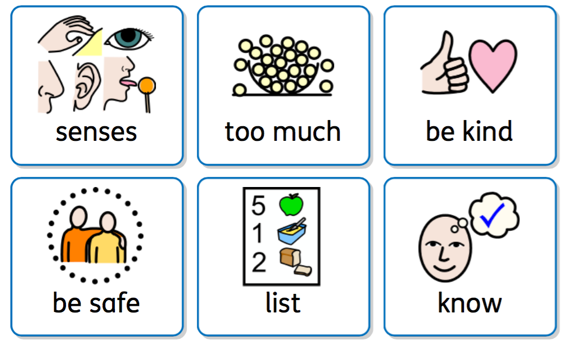 senses
too much
be kind
be safe
5
1
2
list
know